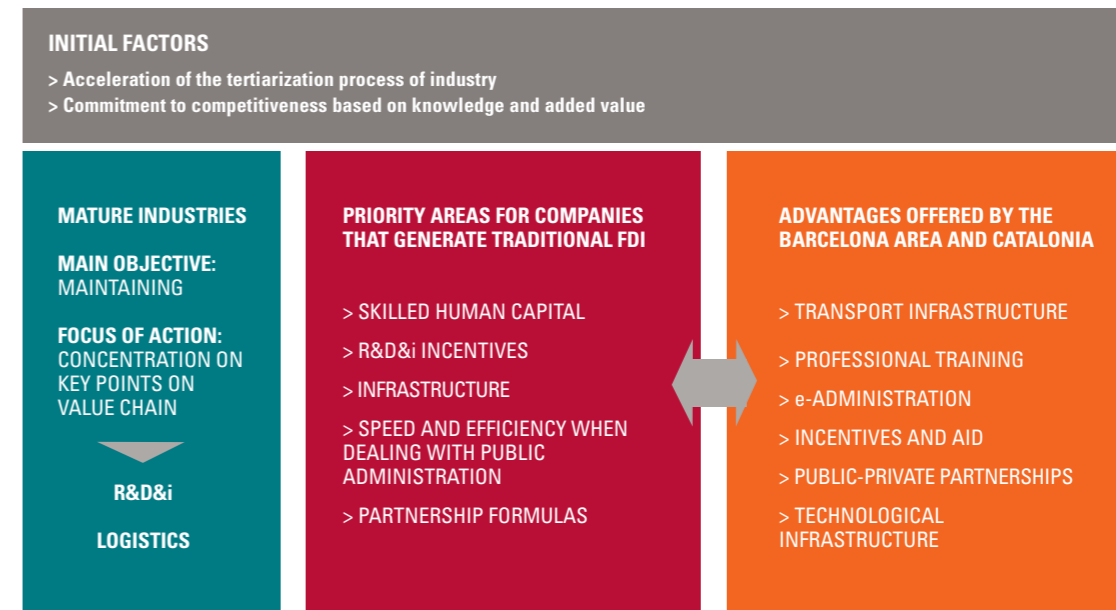 INITIAL FACTORS
> Acceleration of the tertiarization process of industry
> Commitment to competitiveness based on knowledge and added value
MATURE INDUSTRIES
MAIN OBJECTIVE:
MAINTAINING
FOCUS OF ACTION:
CONCENTRATION ON
KEY POINTS ON
VALUE CHAIN
R&D&i
LOGISTICS
PRIORITY AREAS FOR COMPANIES
THAT GENERATE TRADITIONAL FDI
> SKILLED HUMAN CAPITAL
> R&D&i INCENTIVES
> INFRASTRUCTURE
> SPEED AND EFFICIENCY WHEN
DEALING WITH PUBLIC
ADMINISTRATION
> PARTNERSHIP FORMULAS
ADVANTAGES OFFERED BY THE
BARCELONA AREA AND CATALONIA
> TRANSPORT INFRASTRUCTURE
> PROFESSIONAL TRAINING
> e-ADMINISTRATION
> INCENTIVES AND AID
> PUBLIC-PRIVATE PARTNERSHIPS
> TECHNOLOGICAL
INFRASTRUCTURE